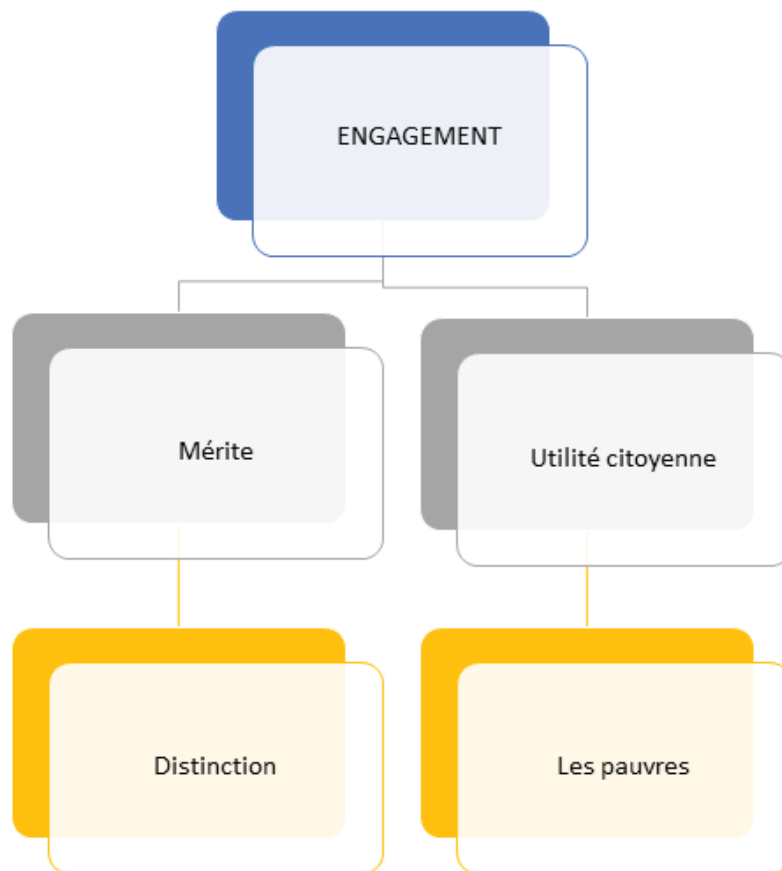 ENGAGEMENT
Mérite
Utilité citoyenne
Distinction
Les pauvres